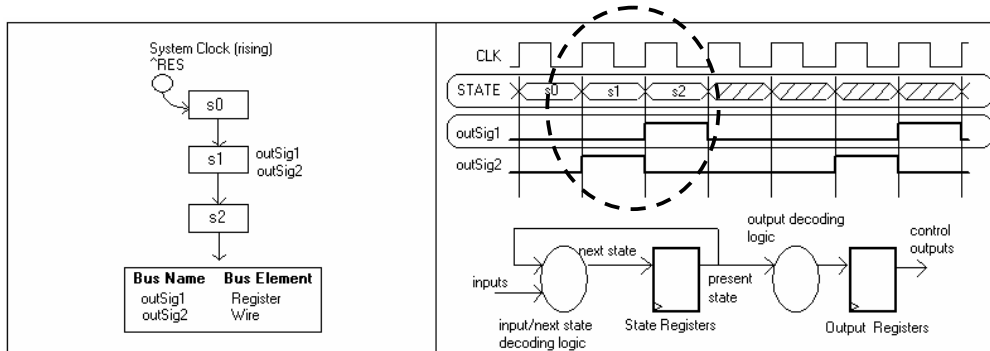 System Clock (rising)
^RES
s0
s1
outSig1
outSig2
s2
Bus Name Bus Element
outSig1 Register
outSig2 Wire
CLK
STATE s0 s1 s2
outSig1
outSig2
output decoding
logic
next state
control
outputs
inputs
present
state
input/next state
decoding logic
State Registers
Output Registers